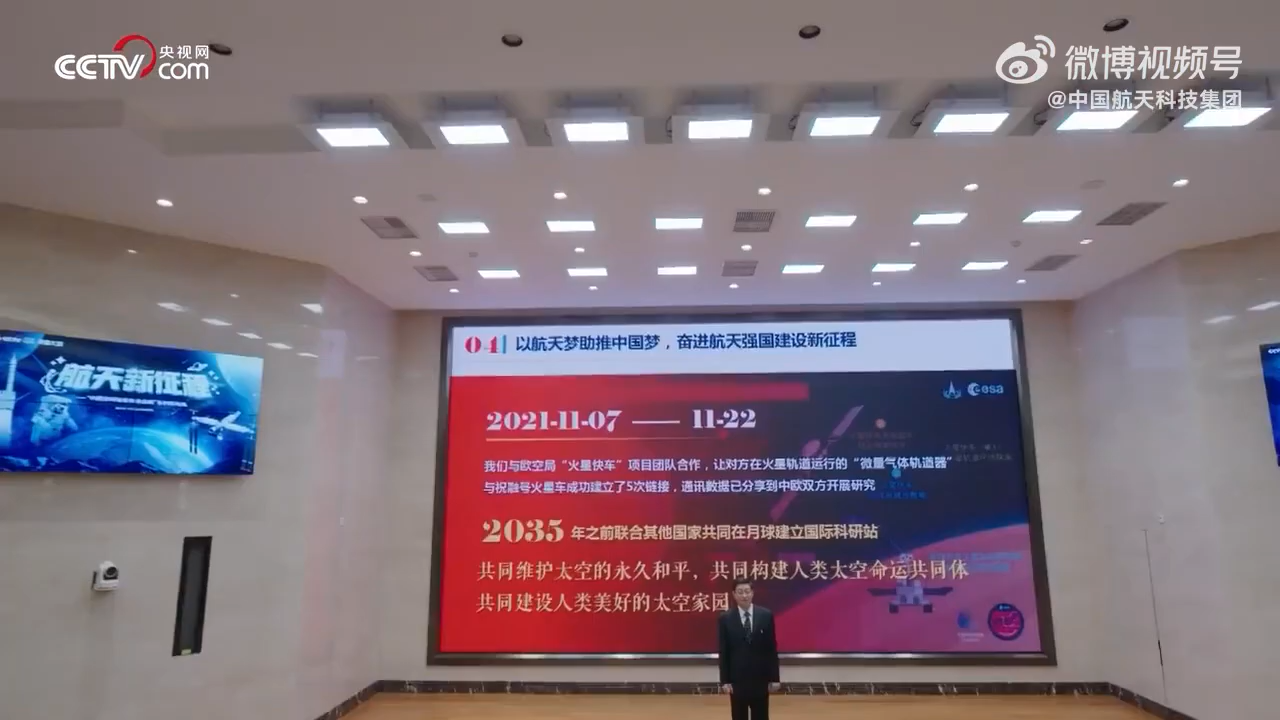 CCTV 央视网
com
微博视频号
@中国航天科技集团
04 以航天梦助推中国梦，奋进航天强国建设新征程
esa
2021-11-07 —— 11-22
我们与欧空局“火星快车”项目团队合作，让对方在火星轨道运行的“微量气体轨道器”
与祝融号火星车成功建立了5次链接，通讯数据已分享到中欧双方开展研究
2035 年之前联合其他国家共同在月球建立国际科研站
共同维护太空的永久和平，共同构建人类太空命运共同体
共同建设人类美好的太空家园
航天新征程